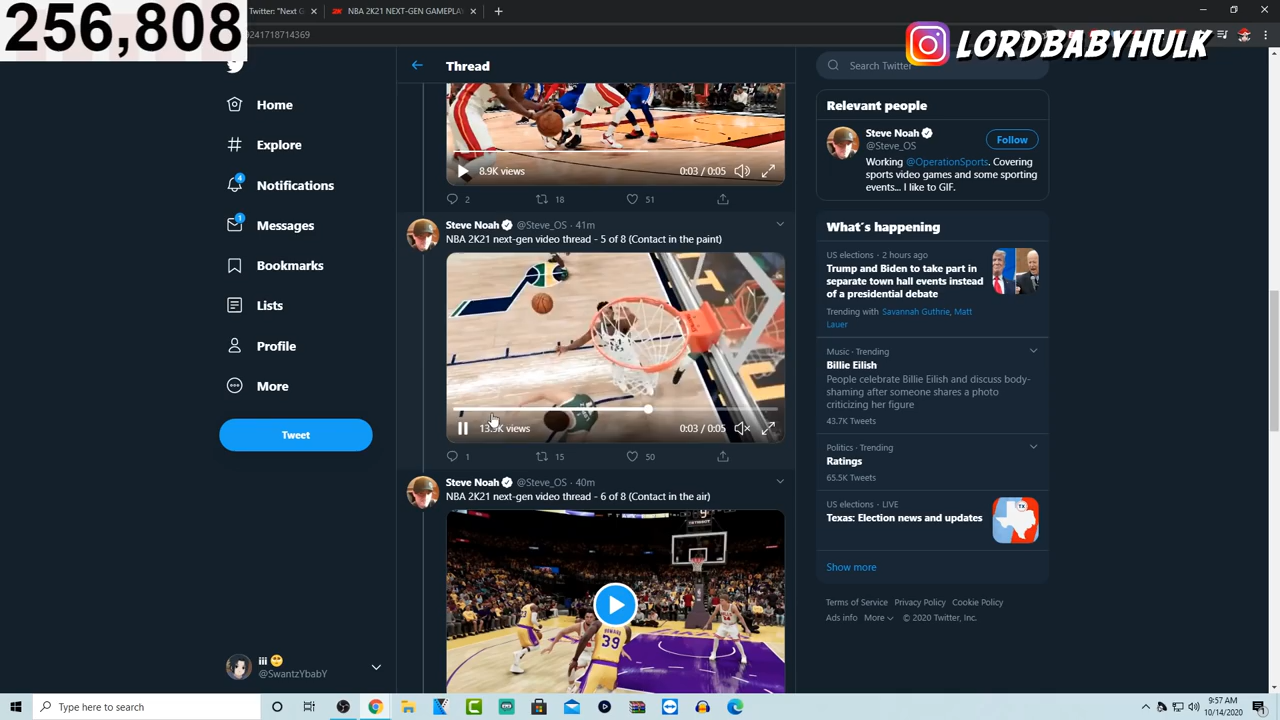 256,808
Twitter: "Next G
NBA 2K21 NEXT-GEN GAMEPLAY
241718714369
LORDBABYHULK
Home
Explore
4
Notifications
1
Messages
Bookmarks
Lists
Profile
More
Tweet
iii
@SwantzYbabY
Thread
8.9K views
0:03 / 0:05
2
18
51
Steve Noah @Steve_OS · 41m
NBA 2K21 next-gen video thread - 5 of 8 (Contact in the paint)
13.5K views
0:03 / 0:05
1
15
50
Steve Noah @Steve_OS · 40m
NBA 2K21 next-gen video thread - 6 of 8 (Contact in the air)
HOWARD
39
Search Twitter
Relevant people
Steve Noah
@Steve_OS
Follow
Working @OperationSports. Covering
sports video games and some sporting
events... I like to GIF.
What's happening
US elections · 2 hours ago
Trump and Biden to take part in
separate town hall events instead
of a presidential debate
Trending with Savannah Guthrie, Matt
Lauer
Music · Trending
Billie Eilish
People celebrate Billie Eilish and discuss body-
shaming after someone shares a photo
criticizing her figure
43.7K Tweets
Politics · Trending
Ratings
65.5K Tweets
US elections · LIVE
Texas: Election news and updates
Show more
Terms of Service Privacy Policy Cookie Policy
Ads info More © 2020 Twitter, Inc.
Type here to search
9:57 AM
10/14/2020
1